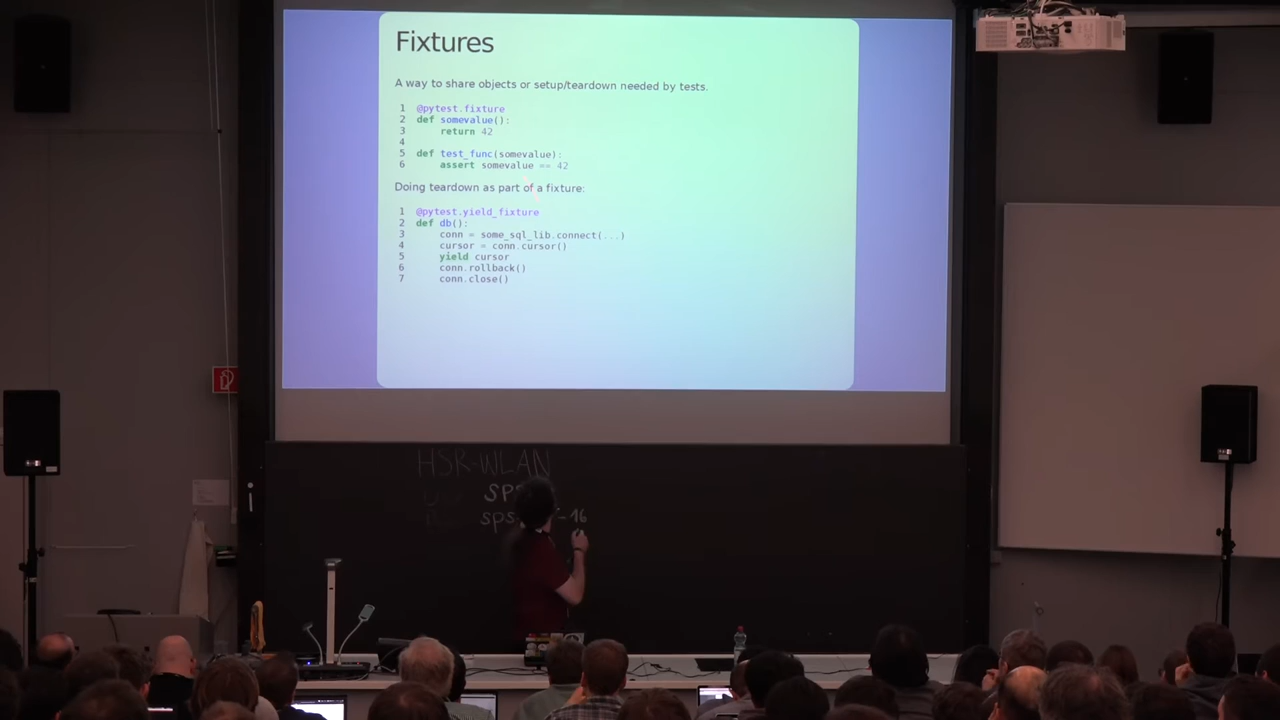 Fixtures
A way to share objects or setup/teardown needed by tests.
1 @pytest.fixture
2 def somevalue():
3 return 42
4
5 def test_func(somevalue):
6 assert somevalue == 42
Doing teardown as part of a fixture:
1 @pytest.yield_fixture
2 def db():
3 conn = some_sql_lib.connect(...)
4 cursor = conn.cursor()
5 yield cursor
6 conn.rollback()
7 conn.close()
HSR-WLAN